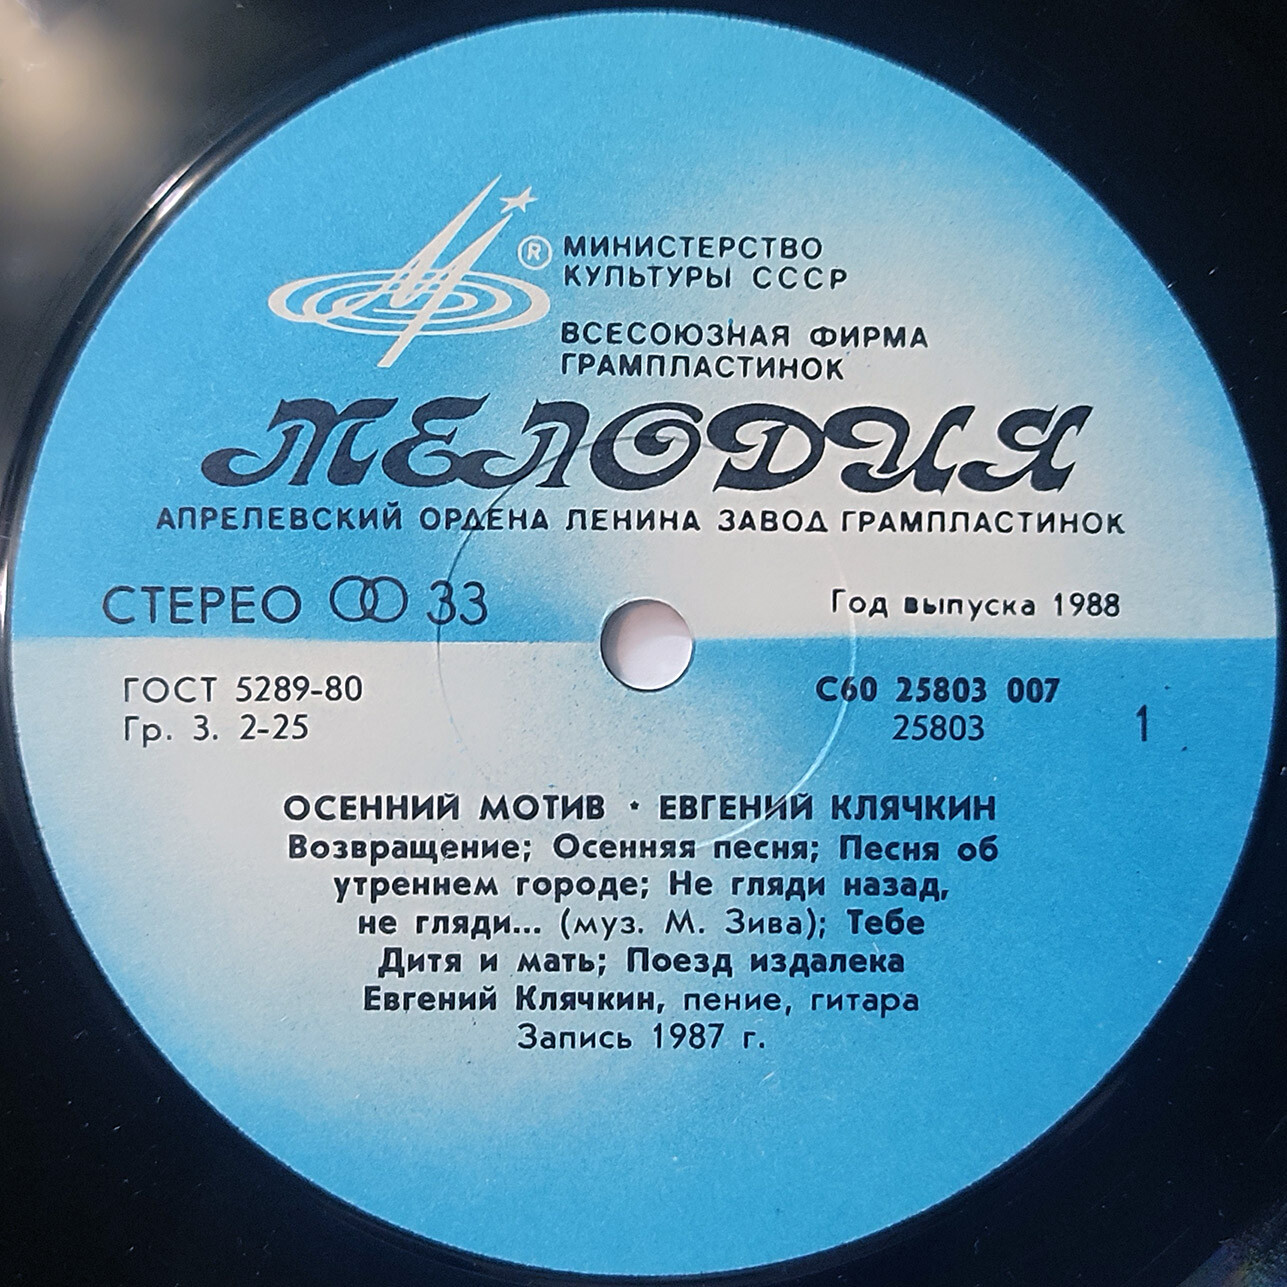 ®
МИНИСТЕРСТВО
КУЛЬТУРЫ СССР
ВСЕСОЮЗНАЯ ФИРМА
ГРАМПЛАСТИНОК
МЕЛОДИЯ
АПРЕЛЕВСКИЙ ОРДЕНА ЛЕНИНА ЗАВОД ГРАМПЛАСТИНОК
СТЕРЕО 33
Год выпуска 1988
ГОСТ 5289-80
Гр. 3. 2-25
С60 25803 007
25803
1
ОСЕННИЙ МОТИВ · ЕВГЕНИЙ КЛЯЧКИН
Возвращение; Осенняя песня; Песня об
утреннем городе; Не гляди назад,
не гляди... (муз. М. Зива); Тебе
Дитя и мать; Поезд издалека
Евгений Клячкин, пение, гитара
Запись 1987 г.